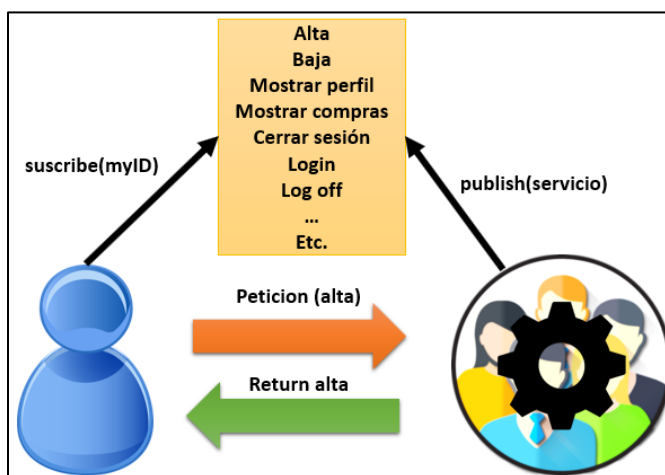 Alta
Baja
Mostrar perfil
Mostrar compras
Cerrar sesión
Login
Log off
...
Etc.
suscribe(myID)
publish(servicio)
Peticion (alta)
Return alta